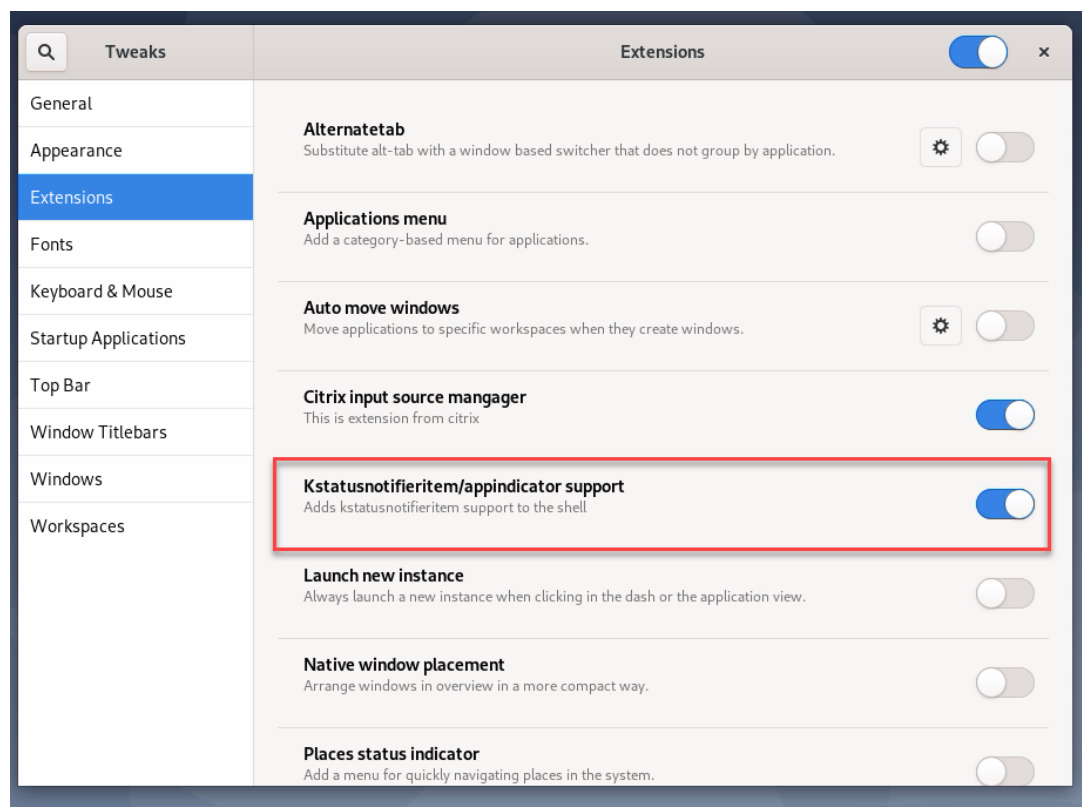 Tweaks
Extensions
General
Appearance
Extensions
Fonts
Keyboard & Mouse
Startup Applications
Top Bar
Window Titlebars
Windows
Workspaces
Alternatetab
Substitute alt-tab with a window based switcher that does not group by application.
Applications menu
Add a category-based menu for applications.
Auto move windows
Move applications to specific workspaces when they create windows.
Citrix input source mangager
This is extension from citrix
Kstatusnotifieritem/appindicator support
Adds kstatusnotifieritem support to the shell
Launch new instance
Always launch a new instance when clicking in the dash or the application view.
Native window placement
Arrange windows in overview in a more compact way.
Places status indicator
Add a menu for quickly navigating places in the system.